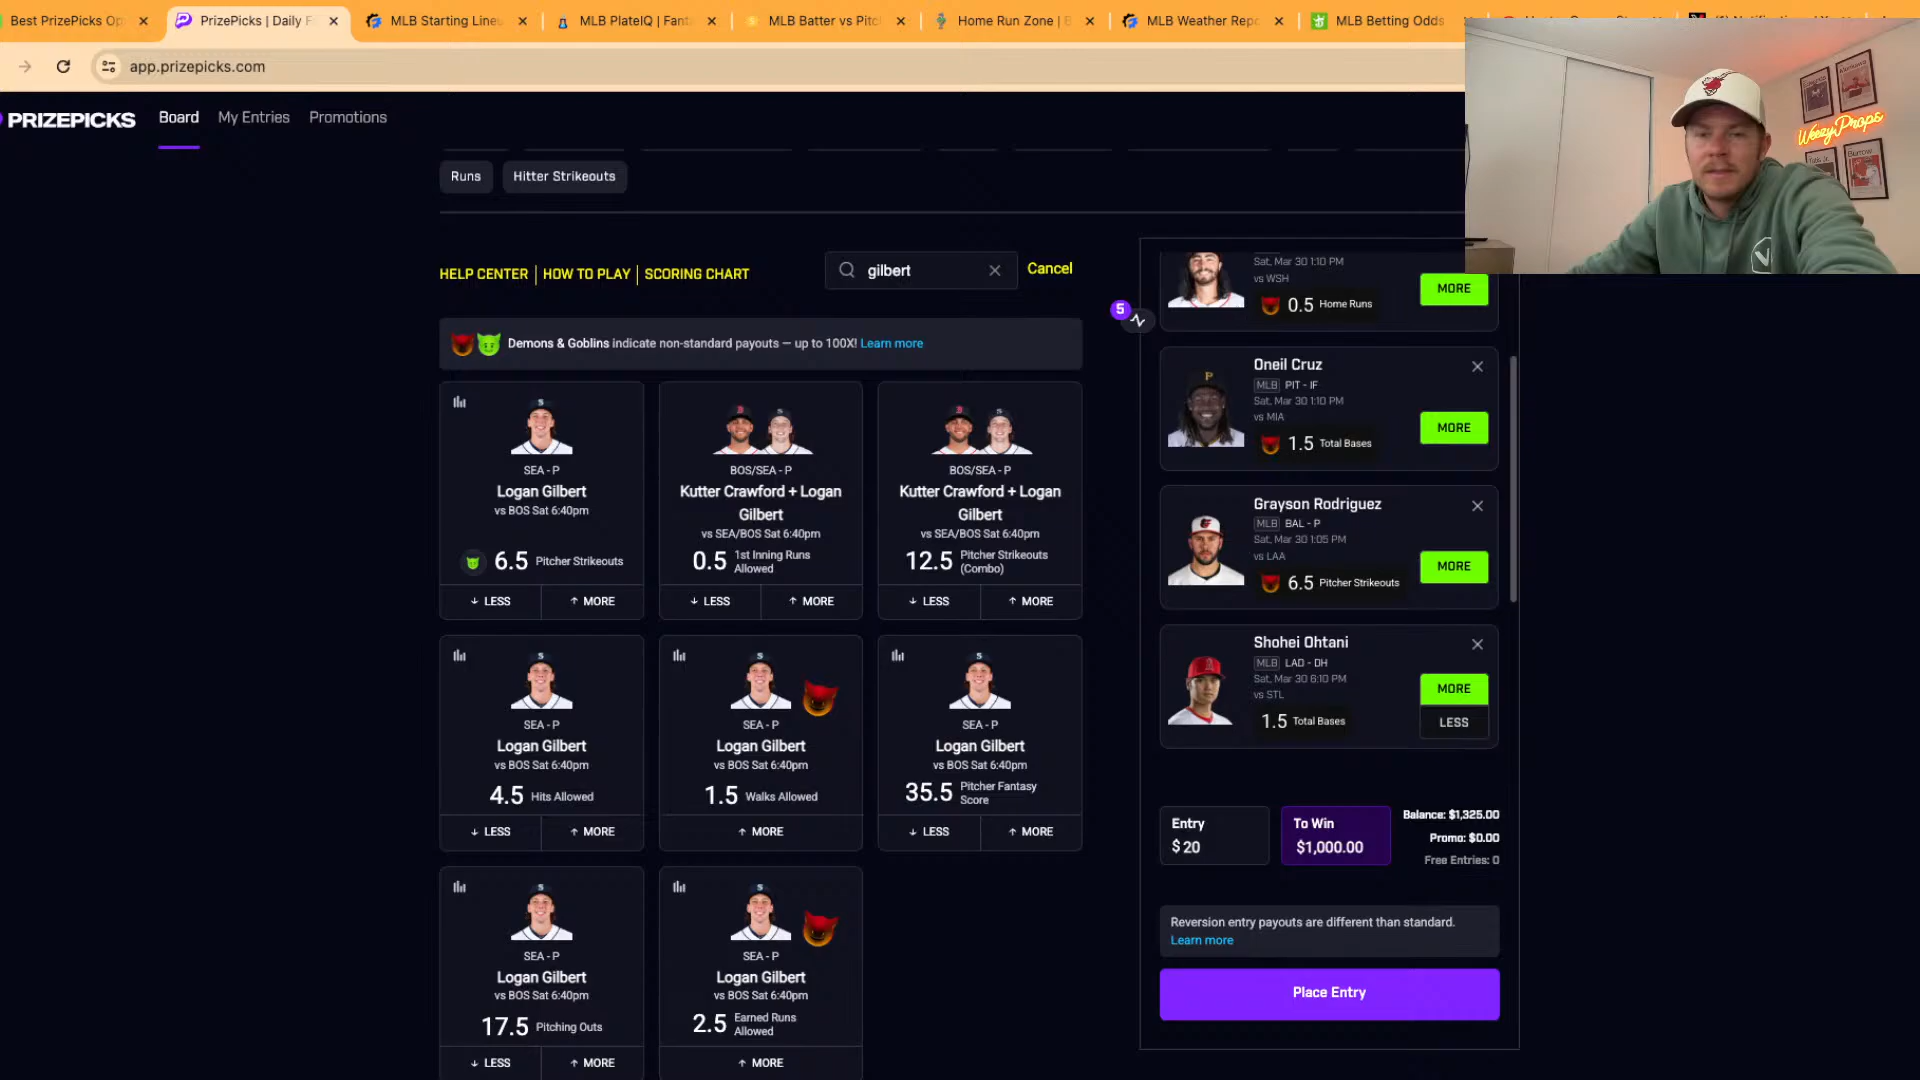 Best PrizePicks Op
PrizePicks | Daily F
MLB Starting Lineu
MLB PlateIQ | Fant
MLB Batter vs Pitc
Home Run Zone | B
MLB Weather Repo
MLB Betting Odds
app.prizepicks.com
PRIZEPICKS
Board
My Entries
Promotions
WeezyProps
Runs
Hitter Strikeouts
HELP CENTER | HOW TO PLAY | SCORING CHART
gilbert
Cancel
Demons & Goblins indicate non-standard payouts — up to 100X! Learn more
SEA - P
Logan Gilbert
vs BOS Sat 6:40pm
6.5 Pitcher Strikeouts
↓ LESS
↑ MORE
BOS/SEA - P
Kutter Crawford + Logan
Gilbert
vs SEA/BOS Sat 6:40pm
0.5 1st Inning Runs
Allowed
↓ LESS
↑ MORE
BOS/SEA - P
Kutter Crawford + Logan
Gilbert
vs SEA/BOS Sat 6:40pm
12.5 Pitcher Strikeouts
(Combo)
↓ LESS
↑ MORE
SEA - P
Logan Gilbert
vs BOS Sat 6:40pm
4.5 Hits Allowed
↓ LESS
↑ MORE
SEA - P
Logan Gilbert
vs BOS Sat 6:40pm
1.5 Walks Allowed
↑ MORE
SEA - P
Logan Gilbert
vs BOS Sat 6:40pm
35.5 Pitcher Fantasy
Score
↓ LESS
↑ MORE
SEA - P
Logan Gilbert
vs BOS Sat 6:40pm
17.5 Pitching Outs
↓ LESS
↑ MORE
SEA - P
Logan Gilbert
vs BOS Sat 6:40pm
2.5 Earned Runs
Allowed
↑ MORE
5
Sat, Mar 30 1:10 PM
vs WSH
0.5 Home Runs
MORE
Oneil Cruz
MLB PIT - IF
Sat, Mar 30 1:10 PM
vs MIA
1.5 Total Bases
MORE
Grayson Rodriguez
MLB BAL - P
Sat, Mar 30 1:05 PM
vs LAA
6.5 Pitcher Strikeouts
MORE
Shohei Ohtani
MLB LAD - DH
Sat, Mar 30 6:10 PM
vs STL
1.5 Total Bases
MORE
LESS
Entry
$ 20
To Win
$1,000.00
Balance: $1,325.00
Promo: $0.00
Free Entries: 0
Reversion entry payouts are different than standard.
Learn more
Place Entry